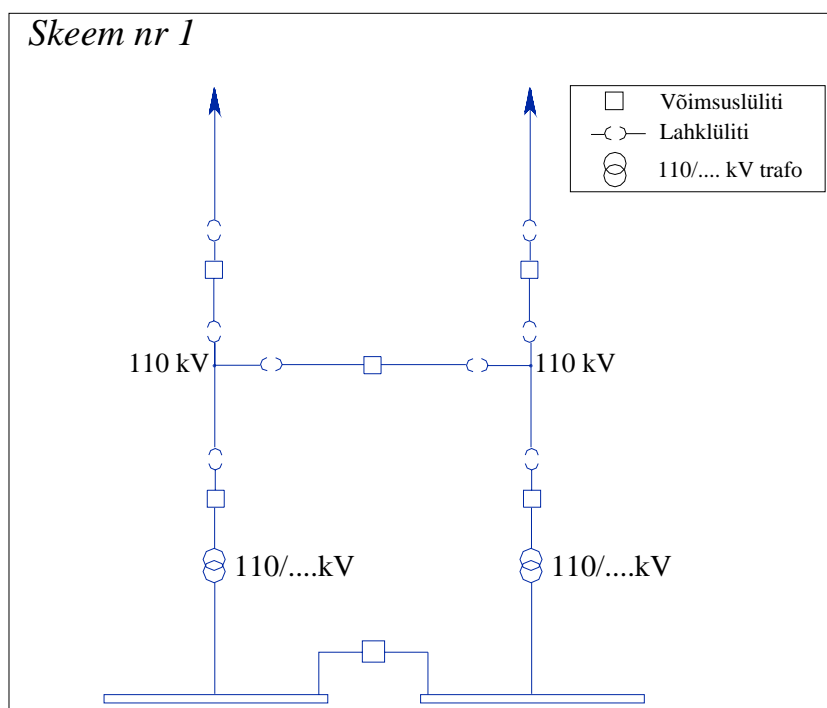 Skeem nr 1
Võimsuslüliti
Lahklüliti
110/.... kV trafo
110 kV
110 kV
110/....kV
110/....kV